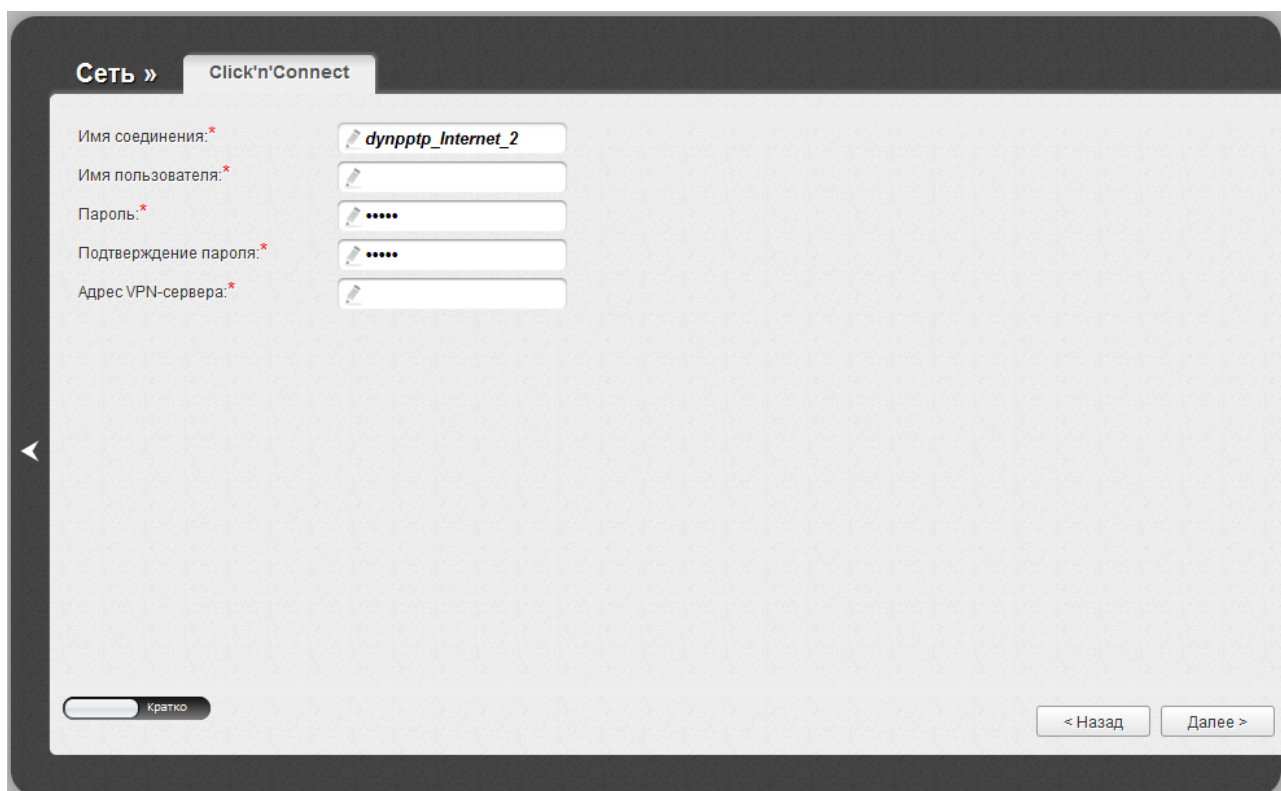 Сеть » Click'n'Connect
Имя соединения:* dynpptp_Internet_2
Имя пользователя:*
Пароль:* •••••
Подтверждение пароля:* •••••
Адрес VPN-сервера:*
Кратко
< Назад Далее >